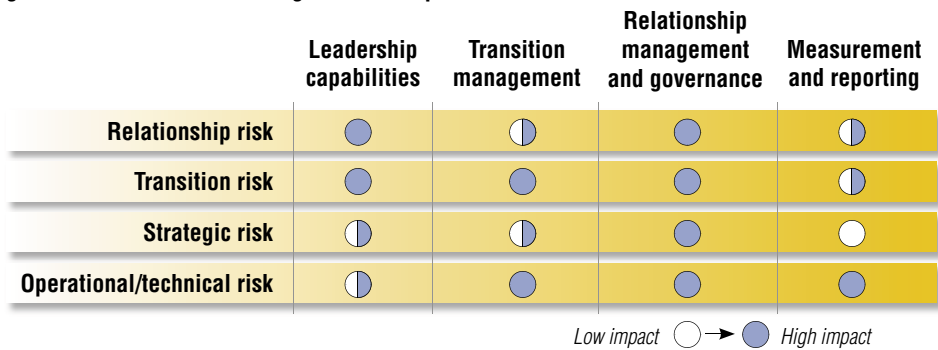 Relationship
Leadership Transition management Measurement
capabilities management and governance and reporting
Relationship risk
Transition risk
Strategic risk
Operational/technical risk
Low impact High impact